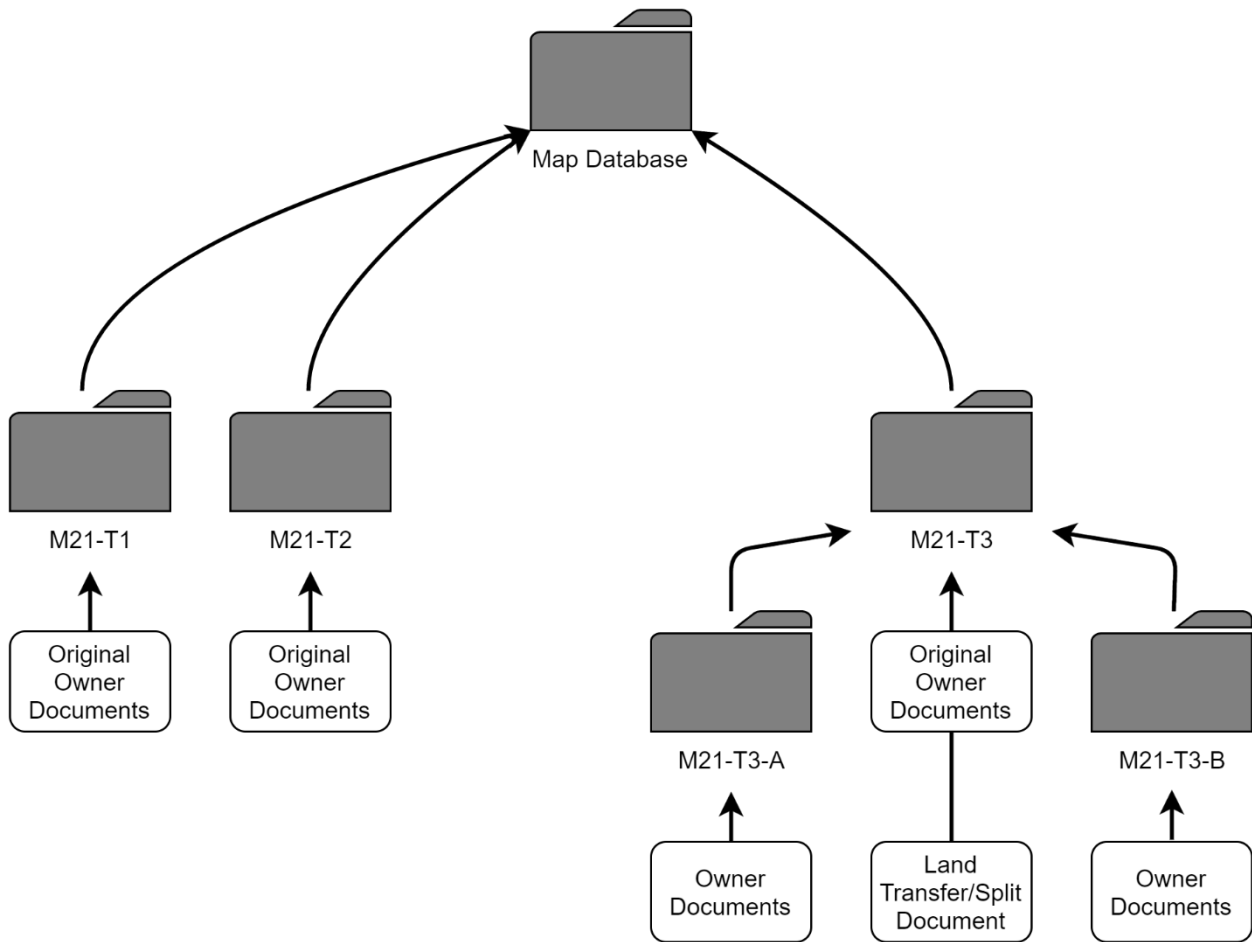 Map Database
M21-T1
M21-T2
M21-T3
Original
Owner
Documents
Original
Owner
Documents
Original
Owner
Documents
M21-T3-A
M21-T3-B
Owner
Documents
Land
Transfer/Split
Document
Owner
Documents